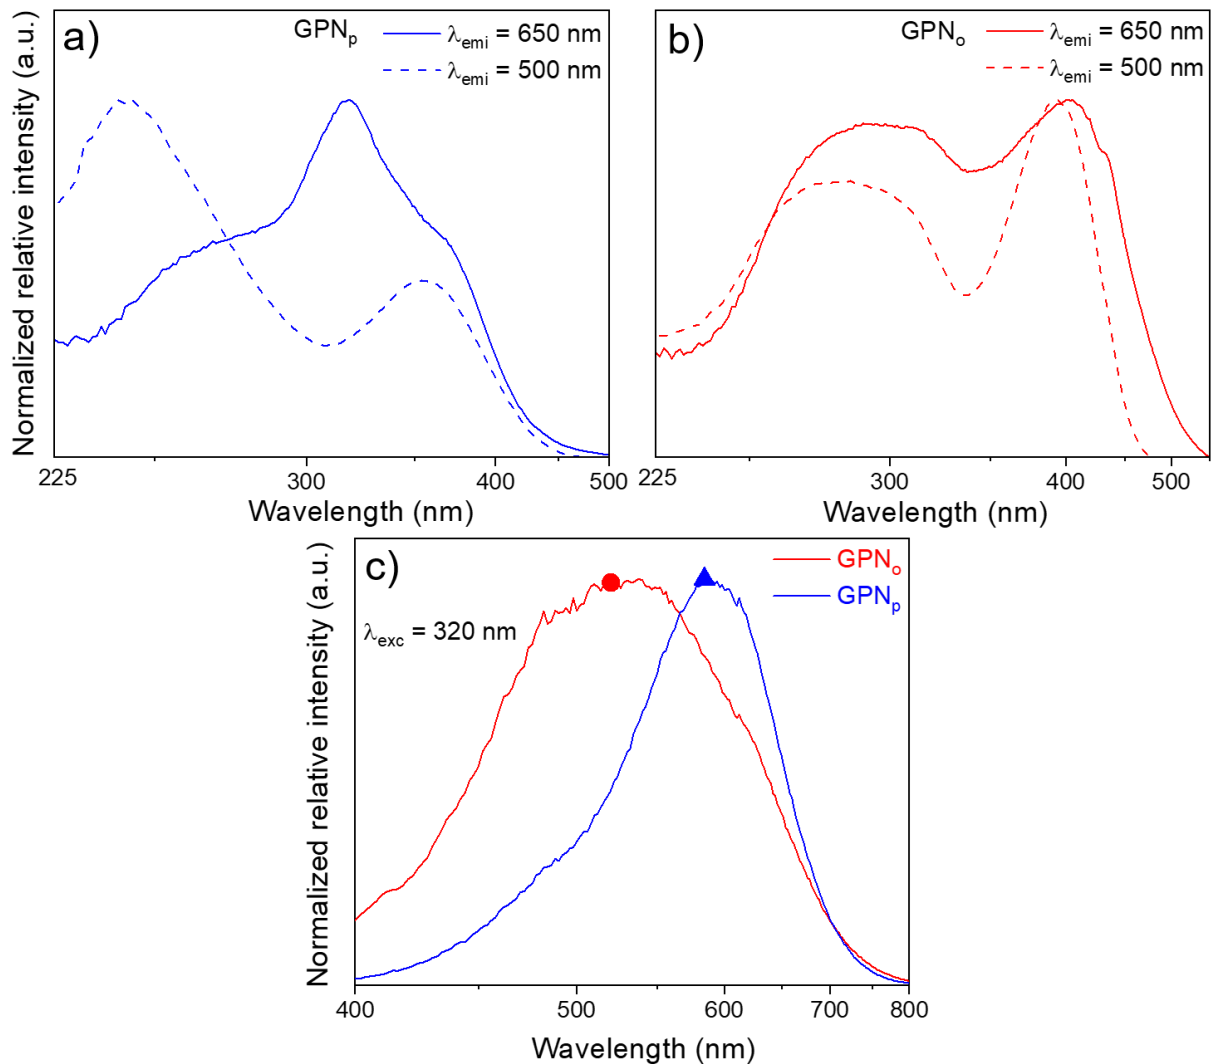 a)
GPNp
λemi = 650 nm
λemi = 500 nm
Normalized relative intensity (a.u.)
225
300
400
500
Wavelength (nm)
b)
GPNo
λemi = 650 nm
λemi = 500 nm
225
300
400
500
Wavelength (nm)
c)
GPNo
GPNp
λexc = 320 nm
Normalized relative intensity (a.u.)
400
500
600
700
800
Wavelength (nm)